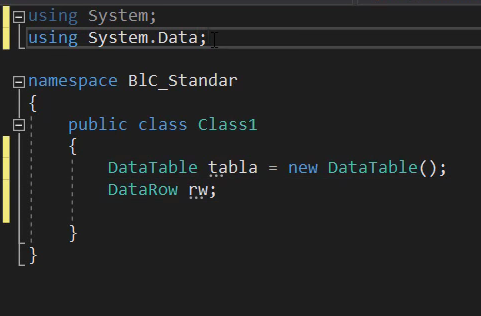 using System;
using System.Data;
namespace BlC_Standar
{
public class Class1
{
DataTable tabla = new DataTable();
DataRow rw;
}
}